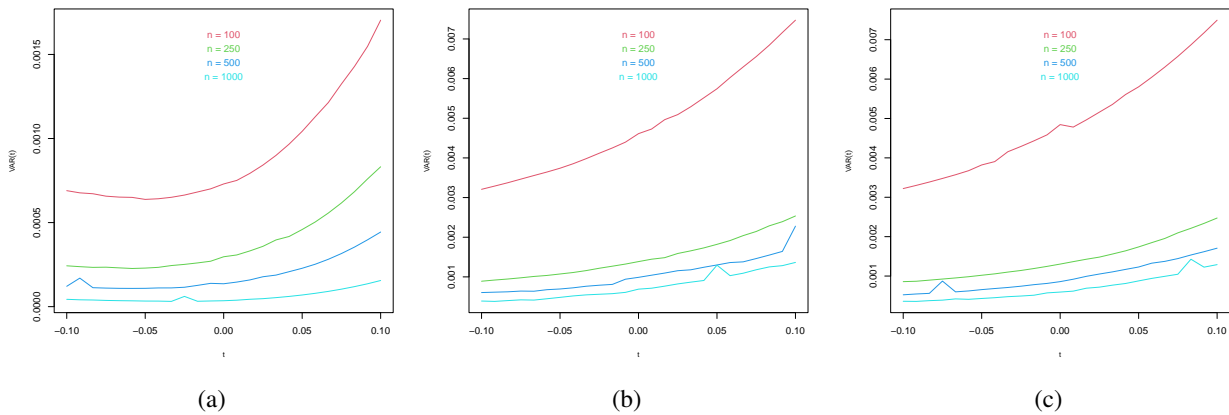 n = 100
n = 250
n = 500
n = 1000
VAR(t)
0.0000
0.0005
0.0010
0.0015
−0.10
−0.05
0.00
0.05
0.10
t
(a)
n = 100
n = 250
n = 500
n = 1000
VAR(t)
0.001
0.002
0.003
0.004
0.005
0.006
0.007
−0.10
−0.05
0.00
0.05
0.10
t
(b)
n = 100
n = 250
n = 500
n = 1000
VAR(t)
0.001
0.002
0.003
0.004
0.005
0.006
0.007
−0.10
−0.05
0.00
0.05
0.10
t
(c)